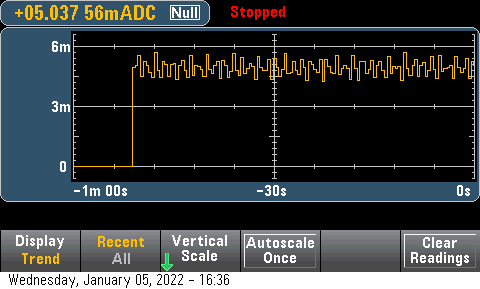 +05.037 56mADC Null Stopped
6m
3m
0
-1m 00s -30s 0s
Display Recent Vertical Autoscale Clear
Trend All Scale Once Readings
Wednesday, January 05, 2022 - 16:36